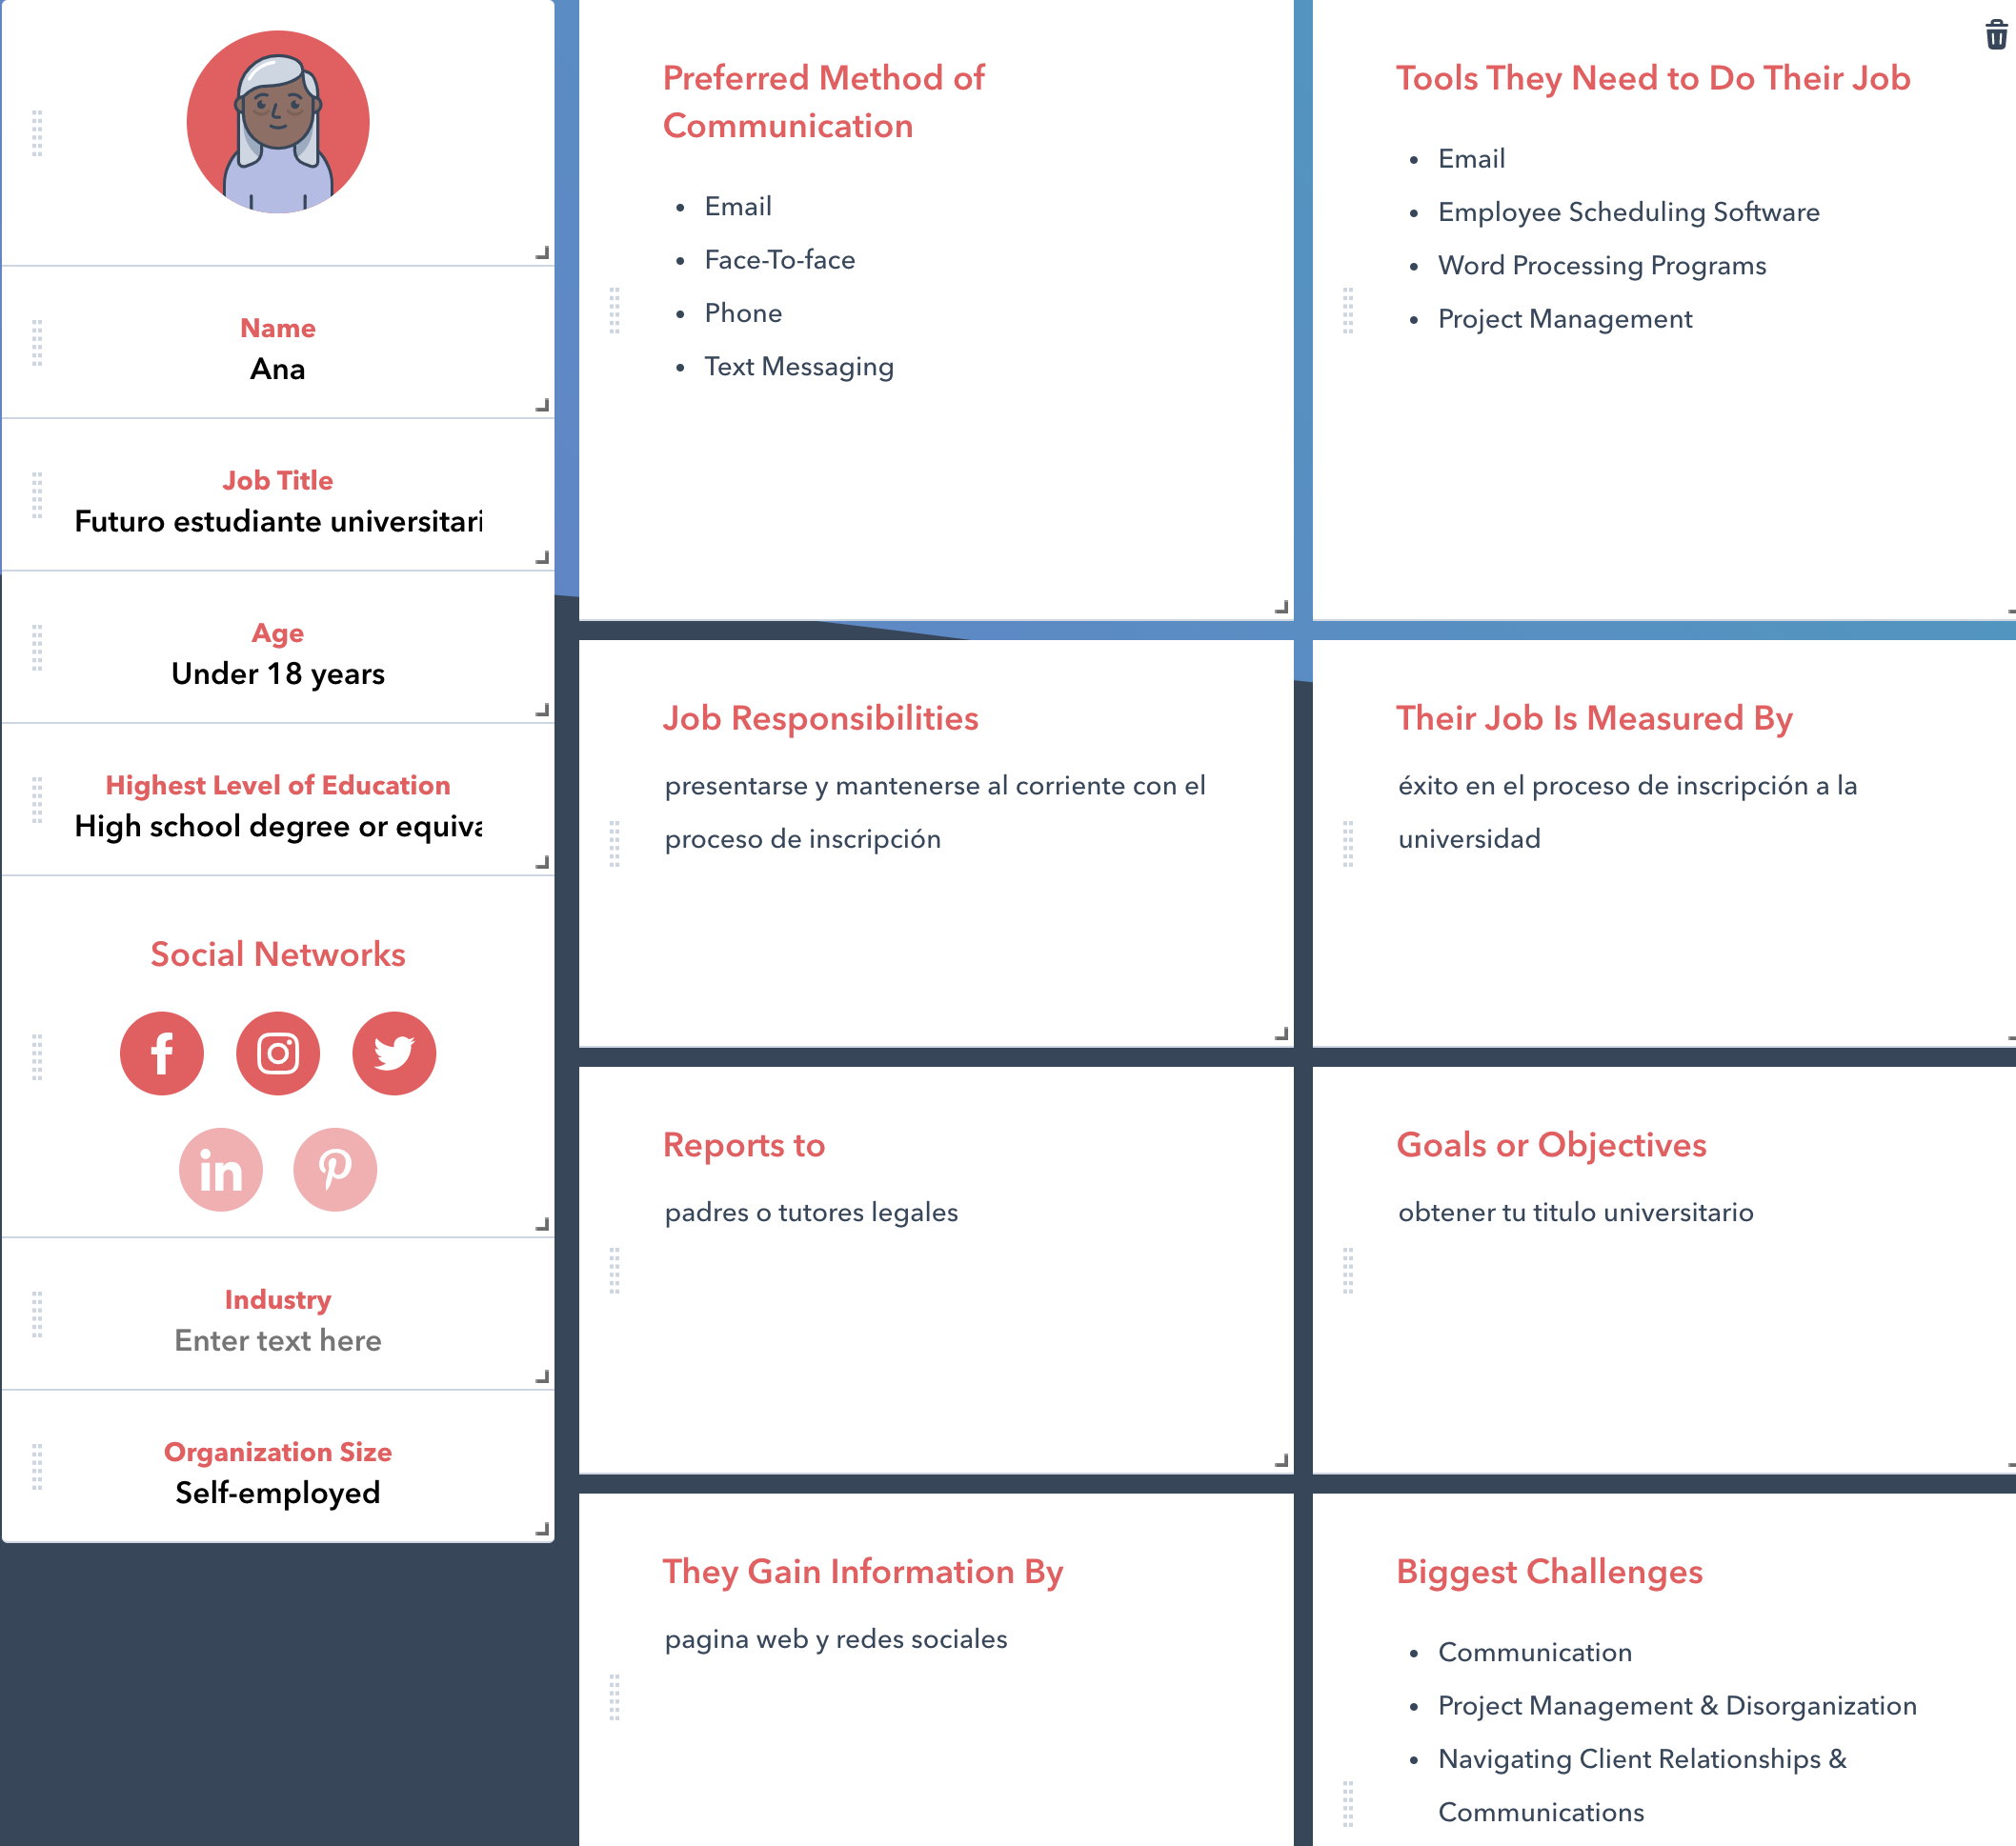 Name
Ana
Job Title
Futuro estudiante universitari
Age
Under 18 years
Highest Level of Education
High school degree or equiva
Social Networks
Industry
Enter text here
Organization Size
Self-employed
Preferred Method of
Communication
Email
Face-To-face
Phone
Text Messaging
Tools They Need to Do Their Job
Email
Employee Scheduling Software
Word Processing Programs
Project Management
Job Responsibilities
presentarse y mantenerse al corriente con el
proceso de inscripción
Their Job Is Measured By
éxito en el proceso de inscripción a la
universidad
Reports to
padres o tutores legales
Goals or Objectives
obtener tu titulo universitario
They Gain Information By
pagina web y redes sociales
Biggest Challenges
Communication
Project Management & Disorganization
Navigating Client Relationships &
Communications